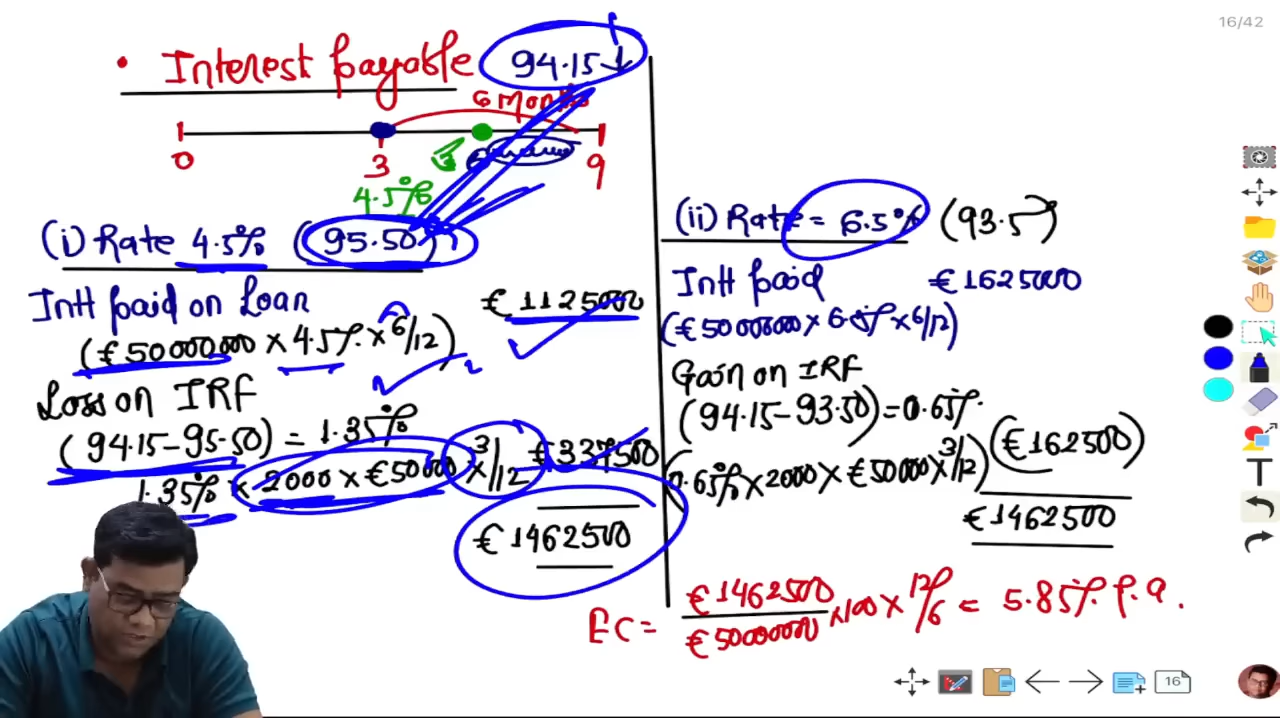 16/42
• Interest payable 94.15↓
6 months
0 3 9
4.5%
(i) Rate 4.5% (95.50)
Intt paid on Loan € 1125000
(€50000000 × 4.5% × 6/12)
Loss on IRF
(94.15-95.50) = 1.35%
1.35% × 2000 × €50000 × 3/12 €337500
€1462500
(ii) Rate = 6.5% (93.5)
Intt paid €1625000
(€50000000 × 6.5% × 6/12)
Gain on IRF
(94.15-93.50) = 0.65%
(0.65% × 2000 × €50000 × 3/12) (€162500)
€1462500
EC = €1462500 / €50000000 × 100 × 12/6 = 5.85% p.a.
T
16